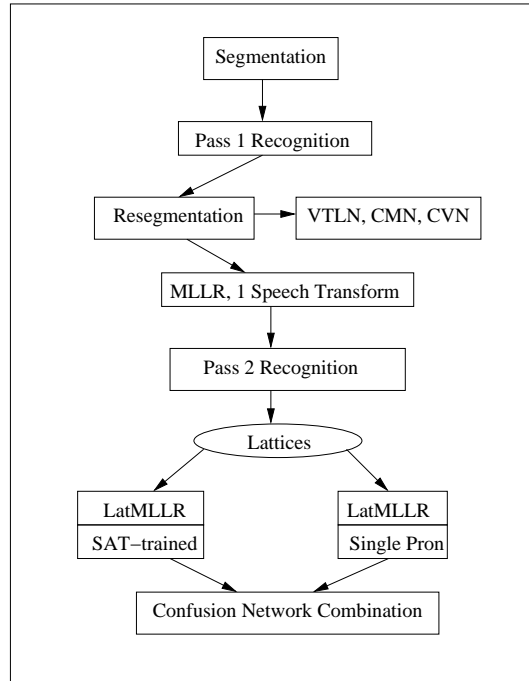 Segmentation
Pass 1 Recognition
Resegmentation
VTLN, CMN, CVN
MLLR, 1 Speech Transform
Pass 2 Recognition
Lattices
LatMLLR
SAT−trained
LatMLLR
Single Pron
Confusion Network Combination